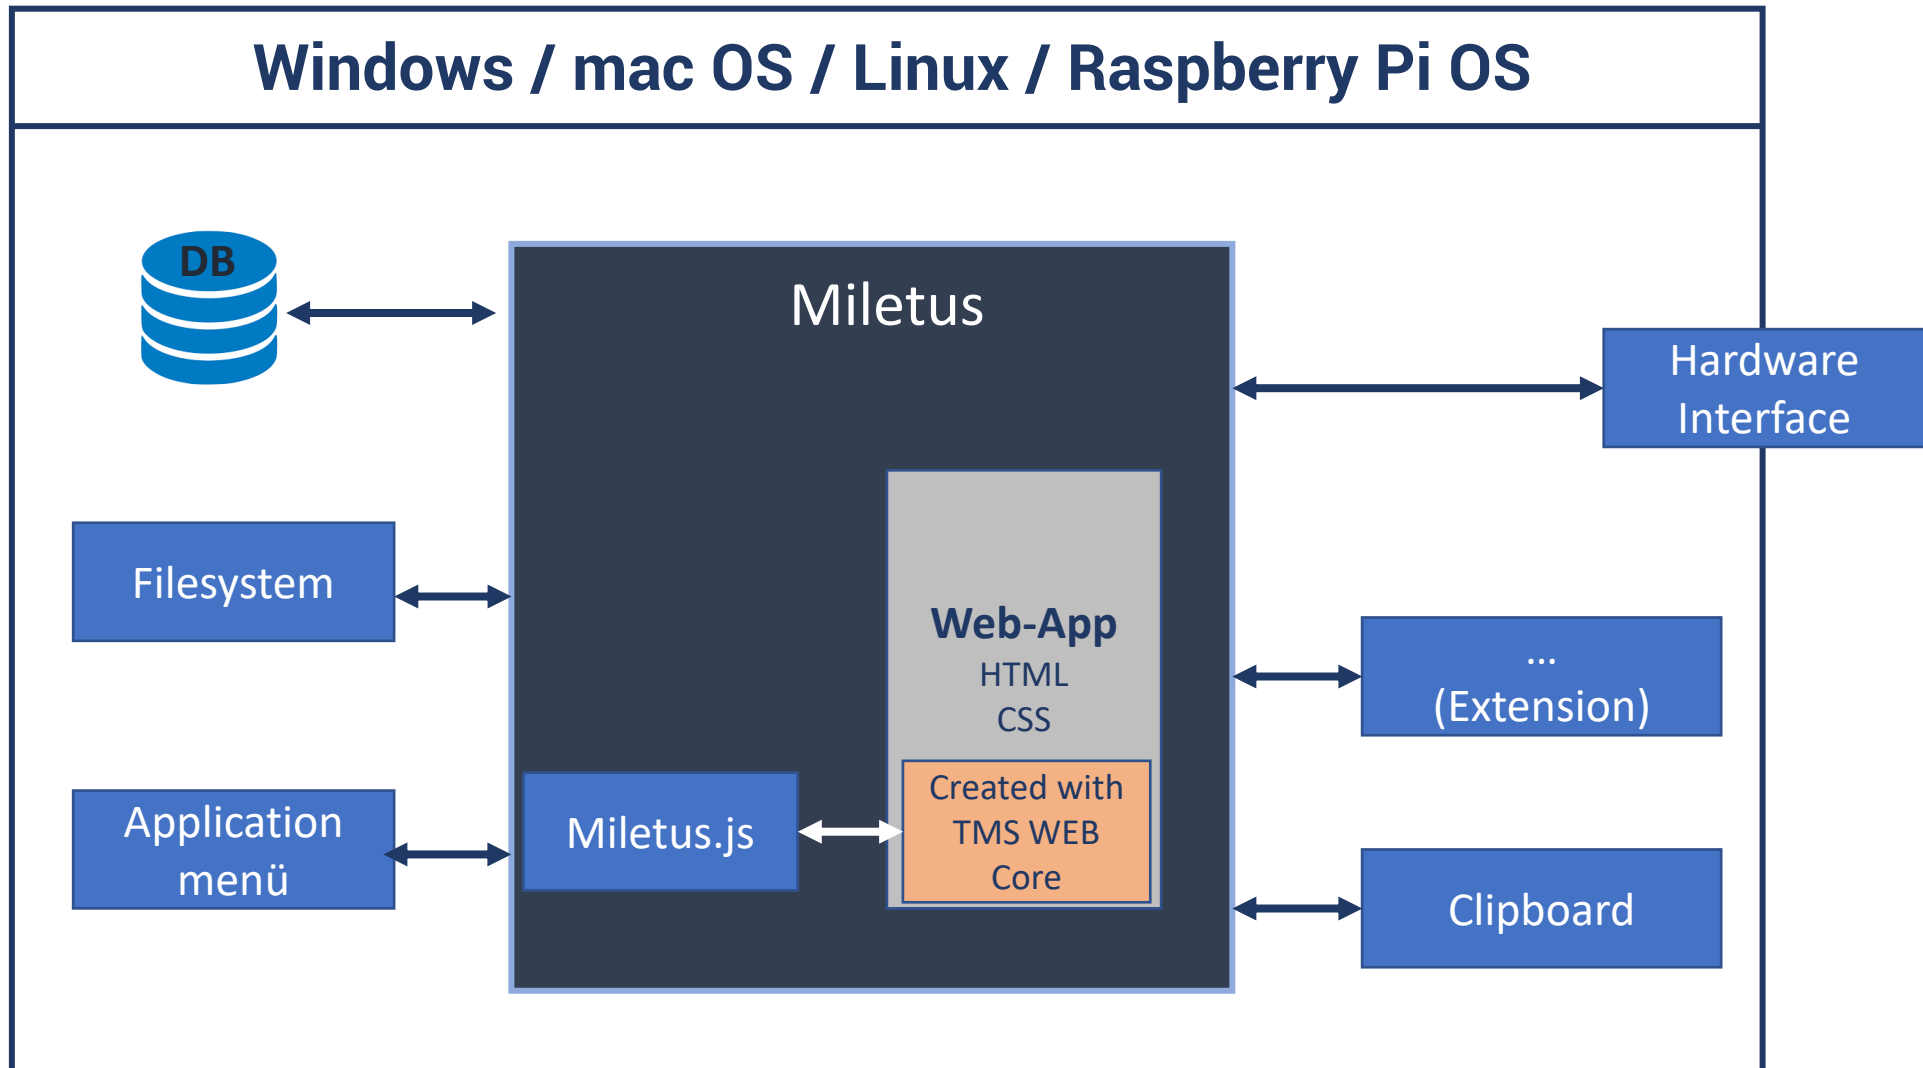 Windows / mac OS / Linux / Raspberry Pi OS
DB
Miletus
Hardware
Interface
Filesystem
Web-App
HTML
CSS
...
(Extension)
Application
menü
Miletus.js
Created with
TMS WEB
Core
Clipboard